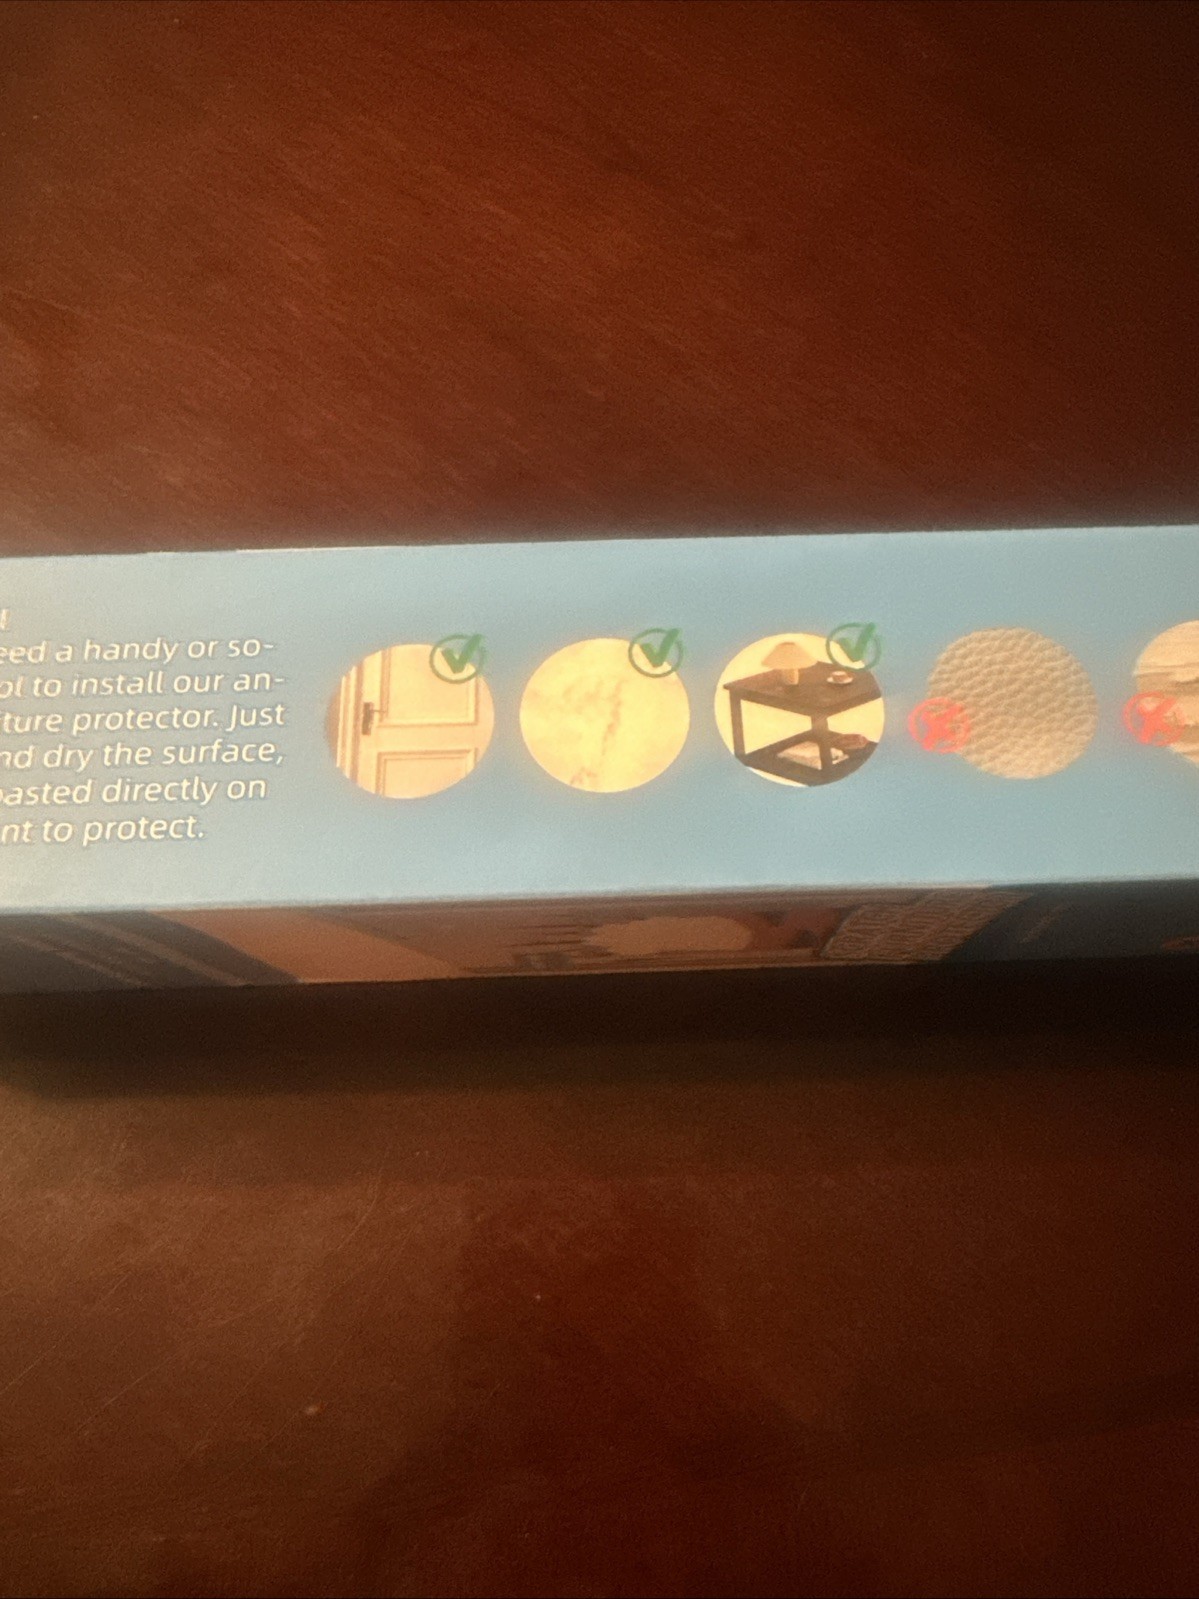 eed a handy or so-
ol to install our an-
ture protector. Just
nd dry the surface,
pasted directly on
nt to protect.